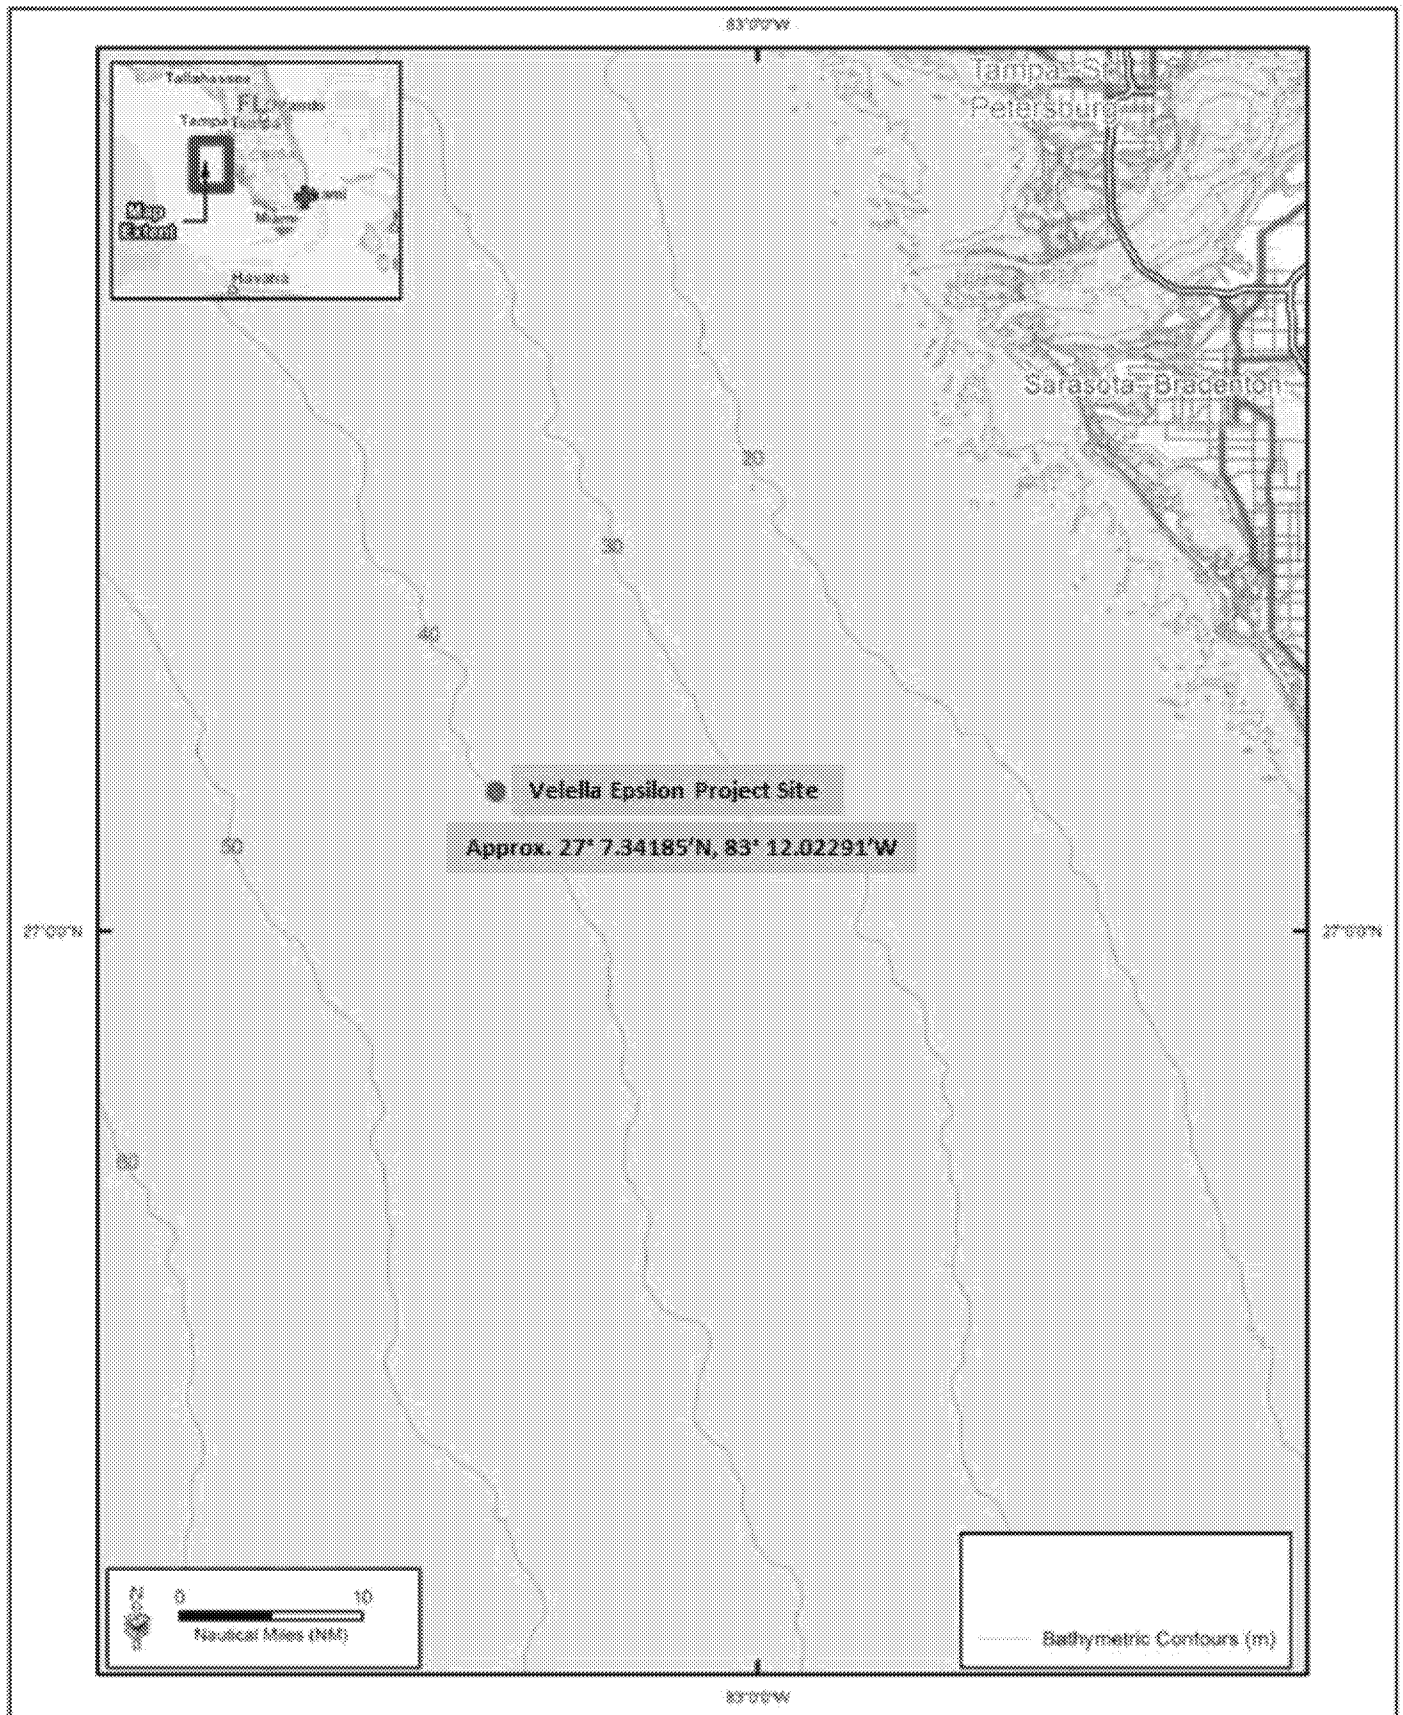 83°0'0"W
Tallahassee
FL
Orlando
Tampa
Tampa
Map
Extent
Miami
Havana
Tampa-St.
Petersburg
Sarasota-Bradenton
20
30
40
Velella Epsilon Project Site
50
Approx. 27° 7.34185'N, 83° 12.02291'W
27°0'0"N
27°0'0"N
60
0
10
Nautical Miles (NM)
Bathymetric Contours (m)
83°0'0"W